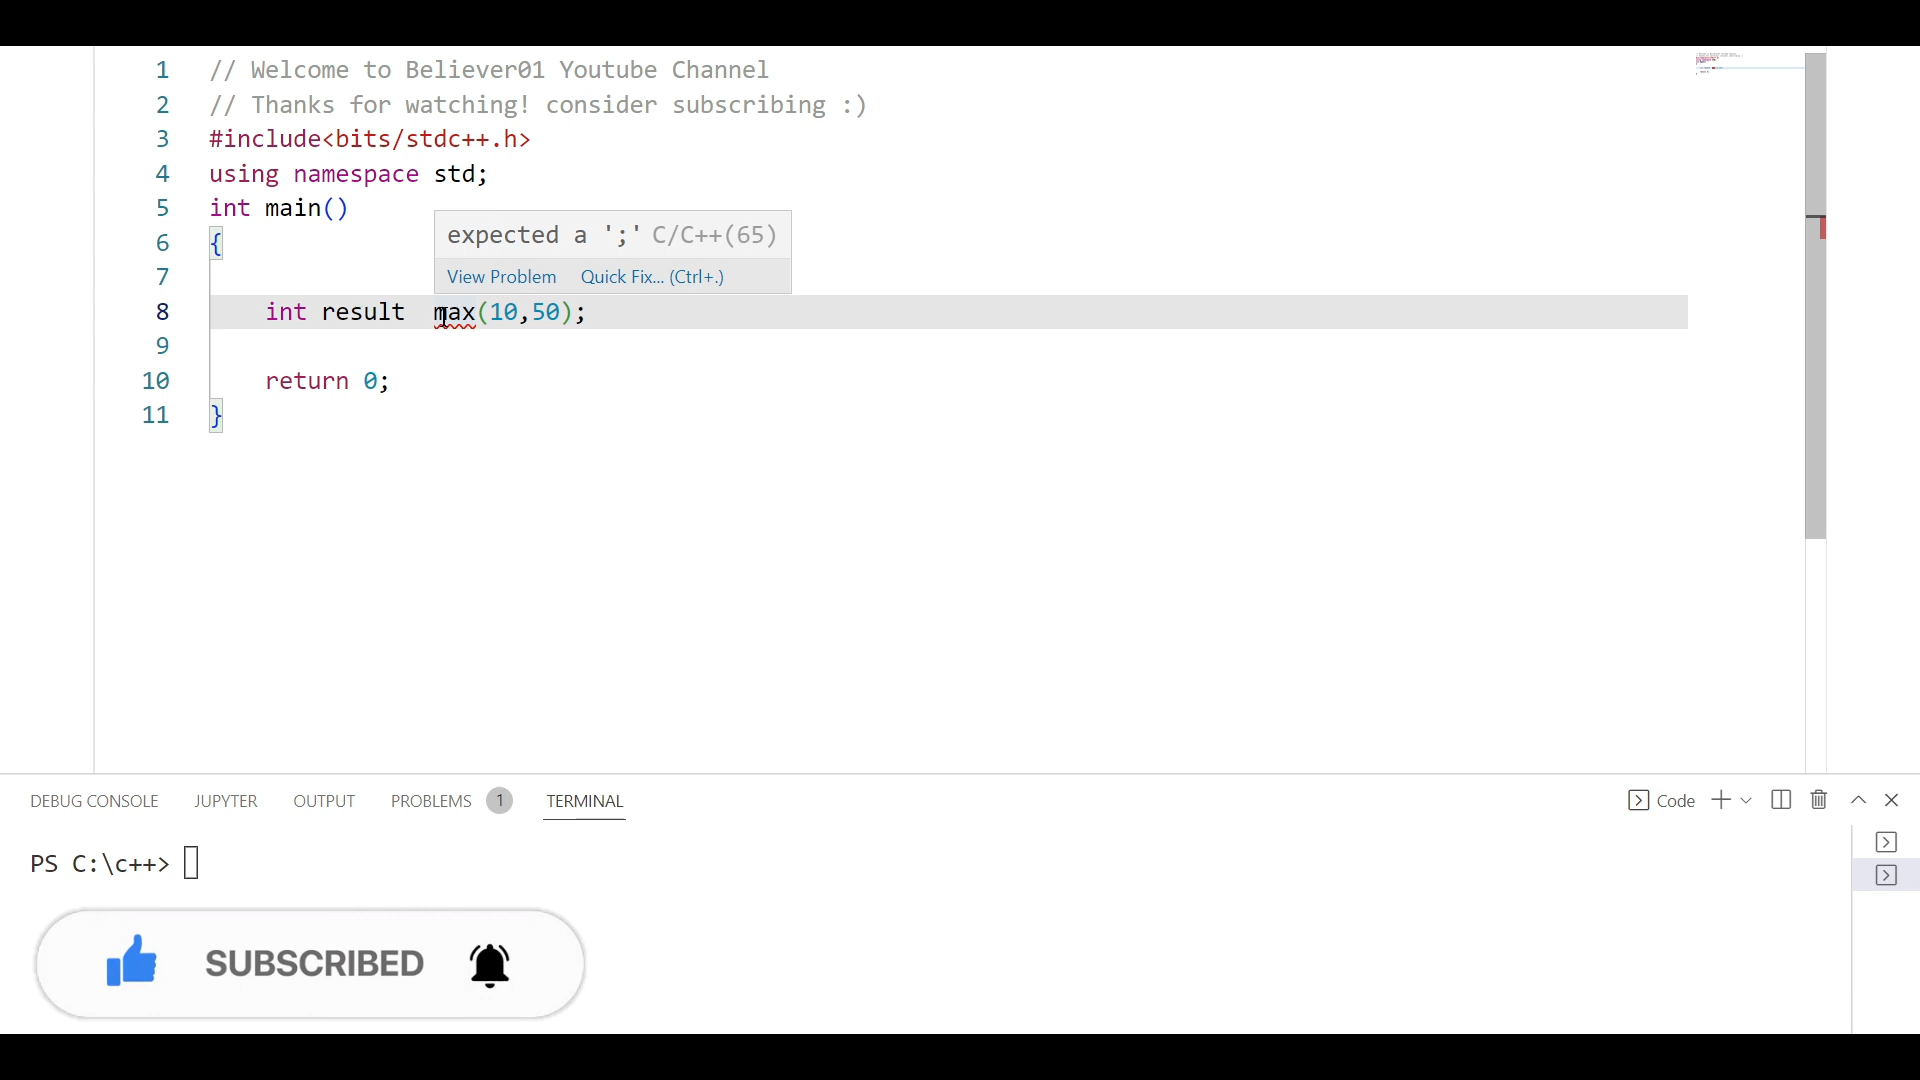 1 // Welcome to Believer01 Youtube Channel
2 // Thanks for watching! consider subscribing :)
3 #include<bits/stdc++.h>
4 using namespace std;
5 int main()
6 {
expected a ';' C/C++(65)
7
View Problem Quick Fix... (Ctrl+.)
8 int result max(10,50);
9
10 return 0;
11 }
DEBUG CONSOLE JUPYTER OUTPUT PROBLEMS 1 TERMINAL Code
PS C:\c++>
SUBSCRIBED